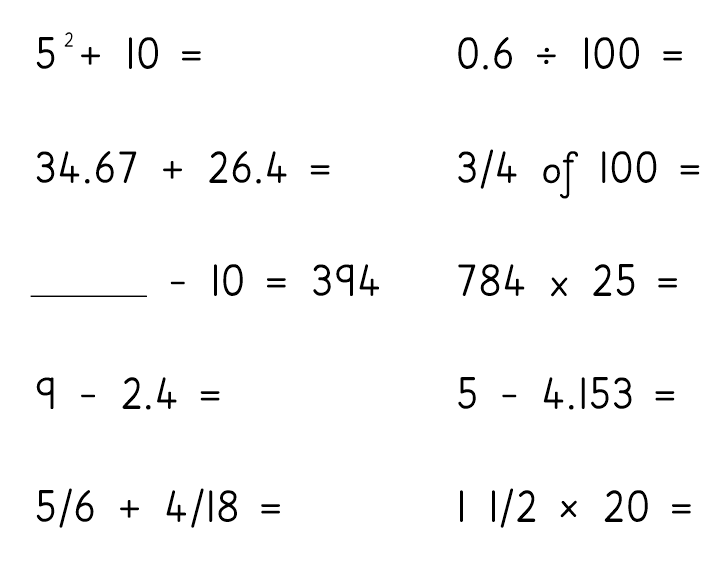 5² + 10 =
0.6 ÷ 100 =
34.67 + 26.4 =
3/4 of 100 =
______ - 10 = 394
784 x 25 =
9 - 2.4 =
5 - 4.153 =
5/6 + 4/18 =
1 1/2 × 20 =